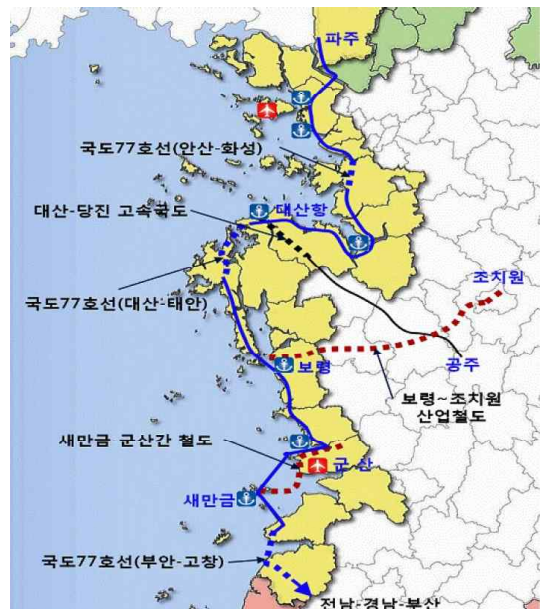 파주
국도77호선(안산-화성)
대산-당진 고속국도
대산항
국도77호선(대산-태안)
조치원
공주
보령
보령~조치원
산업철도
새만금 군산간 철도
군 산
새만금
국도77호선(부안-고창)
전남-경남-부산